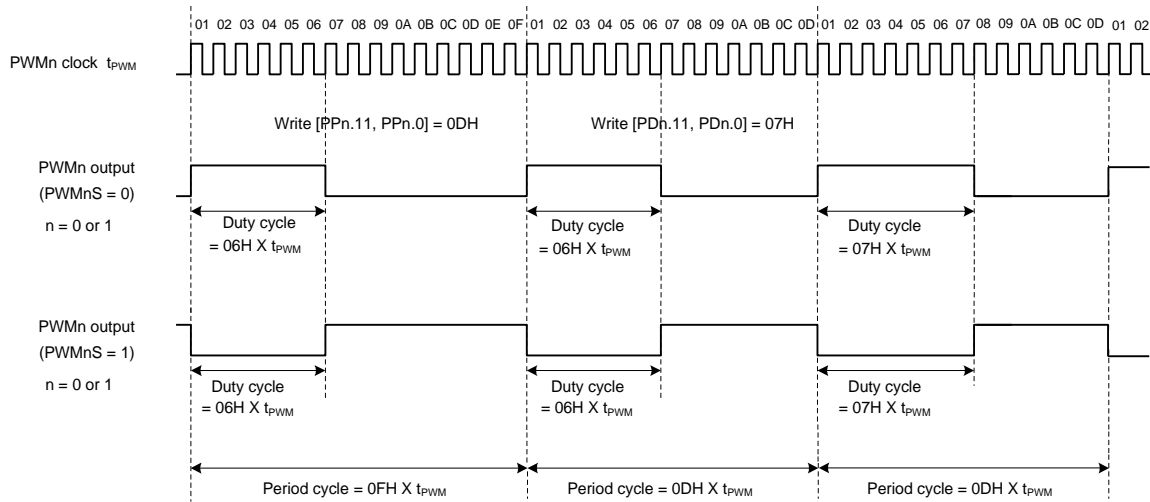 01 02 03 04 05 06 07 08 09 0A 0B 0C 0D 0E 0F 01 02 03 04 05 06 07 08 09 0A 0B 0C 0D 01 02 03 04 05 06 07 08 09 0A 0B 0C 0D 01 02
PWMn clock tPWM
Write [PPn.11, PPn.0] = 0DH Write [PDn.11, PDn.0] = 07H
PWMn output
(PWMnS = 0)
n = 0 or 1
Duty cycle
= 06H X tPWM
Duty cycle
= 06H X tPWM
Duty cycle
= 07H X tPWM
PWMn output
(PWMnS = 1)
n = 0 or 1
Duty cycle
= 06H X tPWM
Duty cycle
= 06H X tPWM
Duty cycle
= 07H X tPWM
Period cycle = 0FH X tPWM Period cycle = 0DH X tPWM Period cycle = 0DH X tPWM